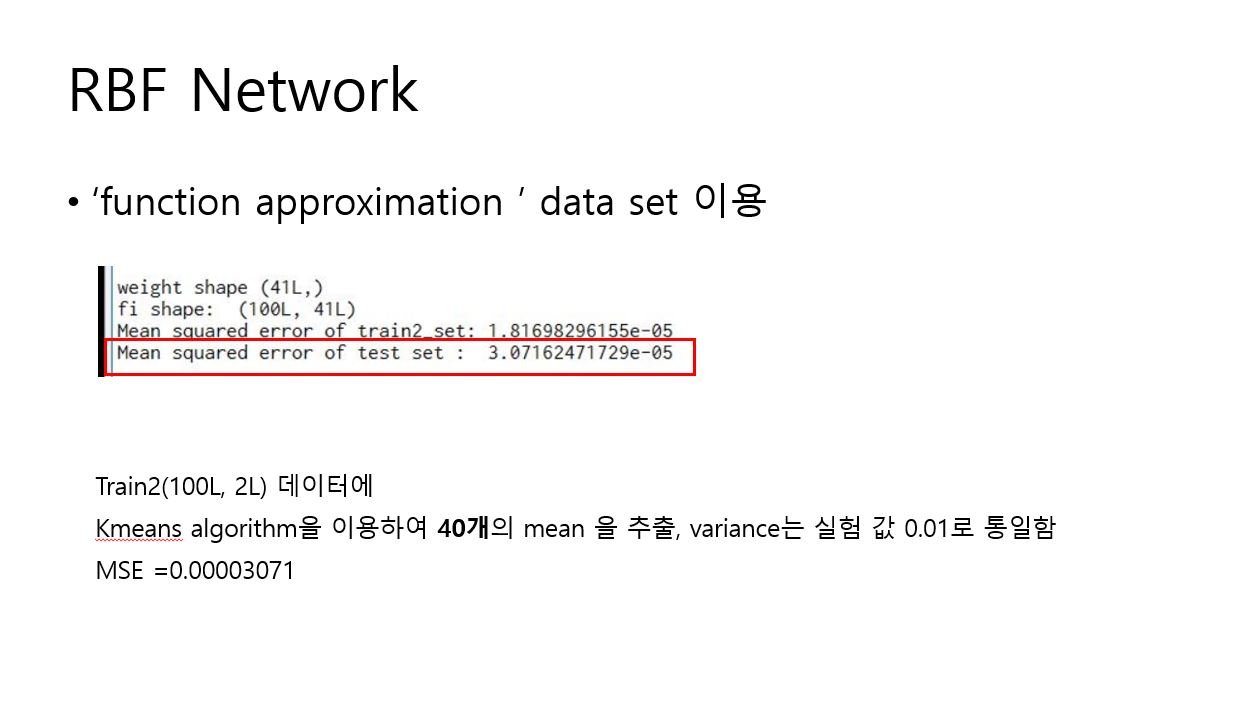 RBF Network
• ‘function approximation ’ data set 이용
weight shape (41L,)
fi shape:  (100L, 41L)
Mean squared error of train2_set: 1.81698296155e-05
Mean squared error of test set :  3.07162471729e-05
Train2(100L, 2L) 데이터에
Kmeans algorithm을 이용하여 40개의 mean 을 추출, variance는 실험 값 0.01로 통일함
MSE =0.00003071